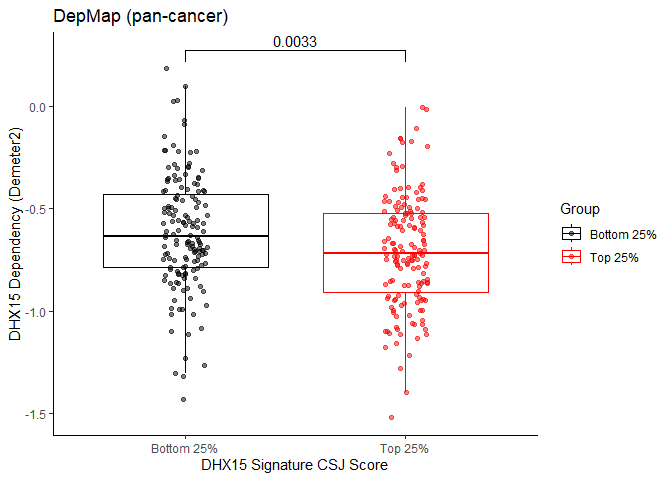 DepMap (pan-cancer)
0.0033
DHX15 Dependency (Demeter2)
0.0
-0.5
-1.0
-1.5
Bottom 25%
Top 25%
DHX15 Signature CSJ Score
Group
Bottom 25%
Top 25%